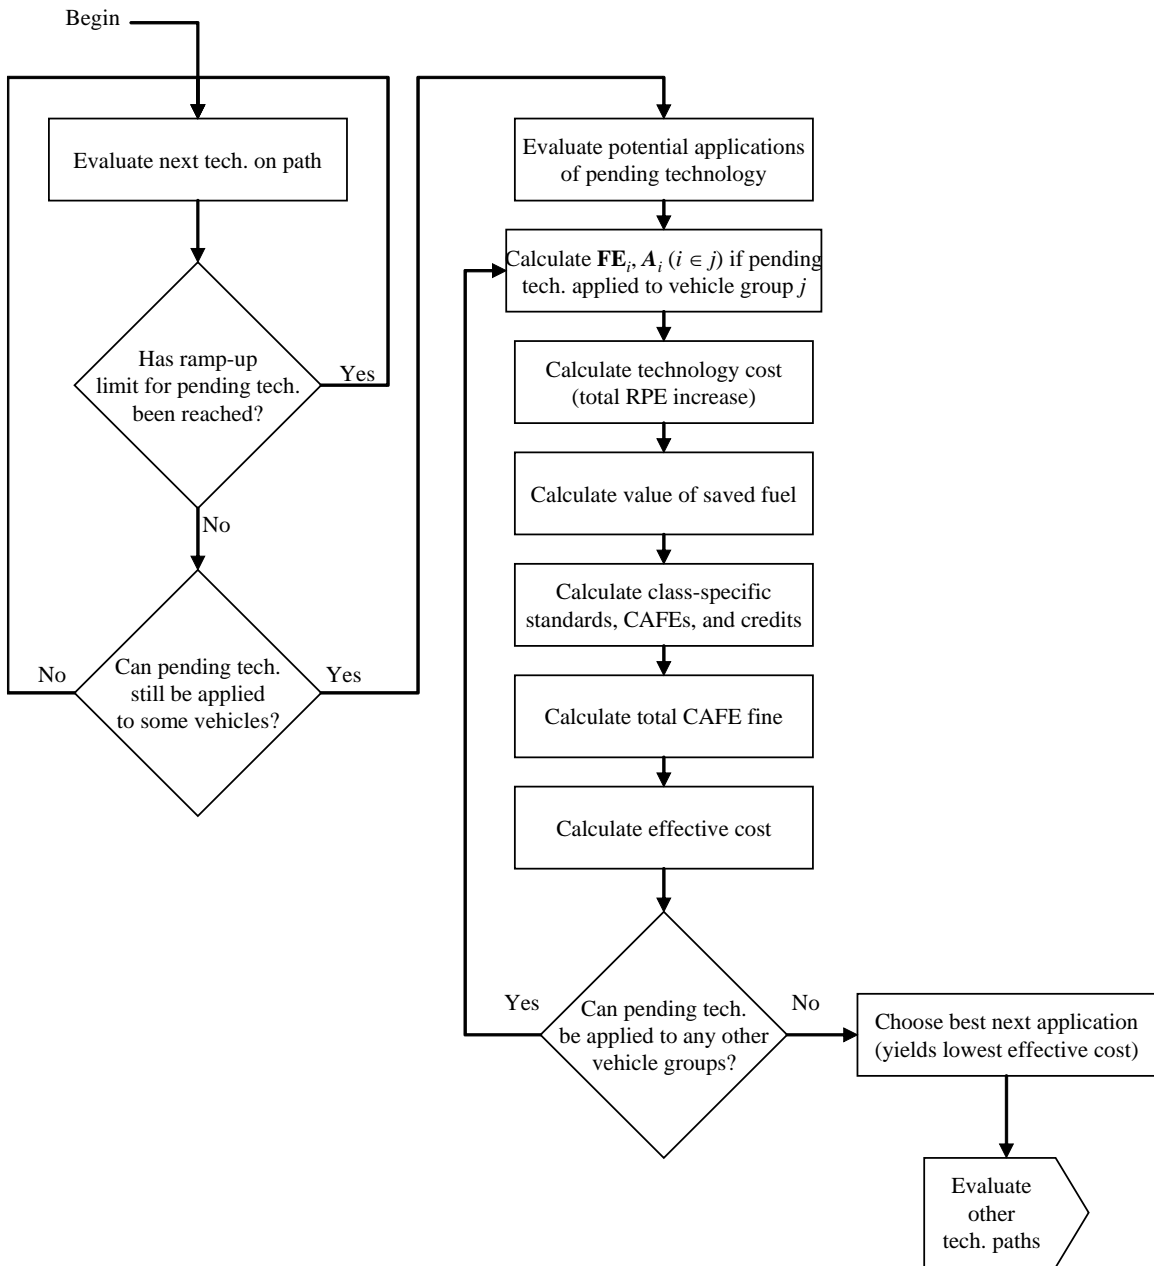 Begin
Evaluate next tech. on path
Has ramp-up
limit for pending tech.
been reached?
Yes
No
Can pending tech.
still be applied
to some vehicles?
No
Yes
Evaluate potential applications
of pending technology
Calculate FEᵢ, Aᵢ (i ∈ j) if pending
tech. applied to vehicle group j
Calculate technology cost
(total RPE increase)
Calculate value of saved fuel
Calculate class-specific
standards, CAFEs, and credits
Calculate total CAFE fine
Calculate effective cost
Can pending tech.
be applied to any other
vehicle groups?
Yes
No
Choose best next application
(yields lowest effective cost)
Evaluate
other
tech. paths